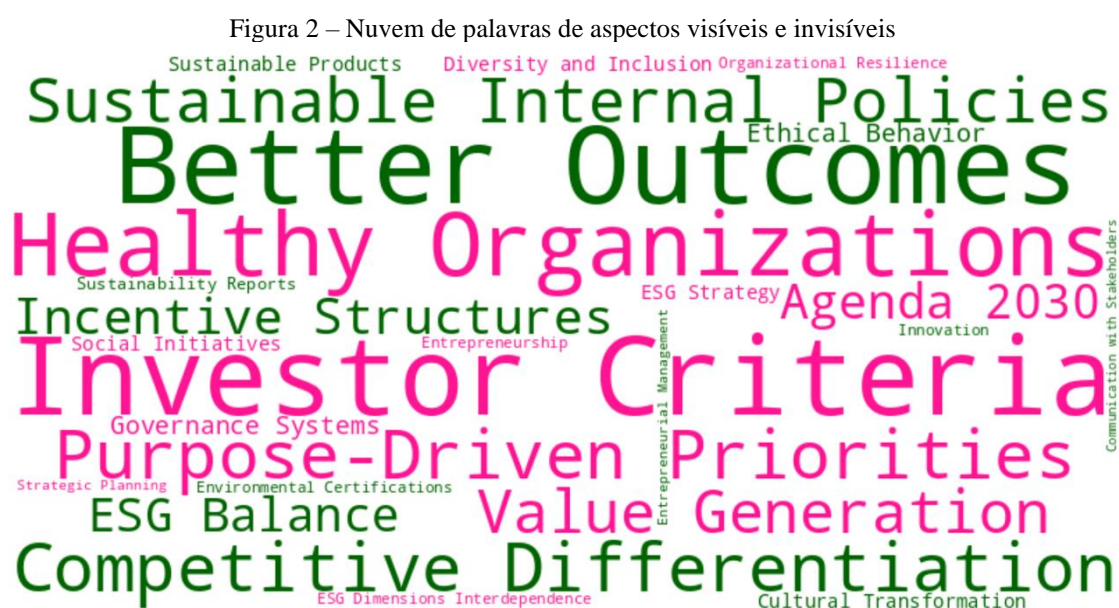 Figura 2 – Nuvem de palavras de aspectos visíveis e invisíveis
Sustainable Products
Diversity and Inclusion
Organizational Resilience
Sustainable Internal Policies
Ethical Behavior
Better Outcomes
Healthy Organizations
Communication with Stakeholders
Sustainability Reports
ESG Strategy
Agenda 2030
Incentive Structures
Innovation
Social Initiatives
Entrepreneurship
Investor Criteria
Entrepreneurial Management
Governance Systems
Purpose-Driven Priorities
Strategic Planning
Environmental Certifications
ESG Balance
Value Generation
Competitive Differentiation
ESG Dimensions Interdependence
Cultural Transformation